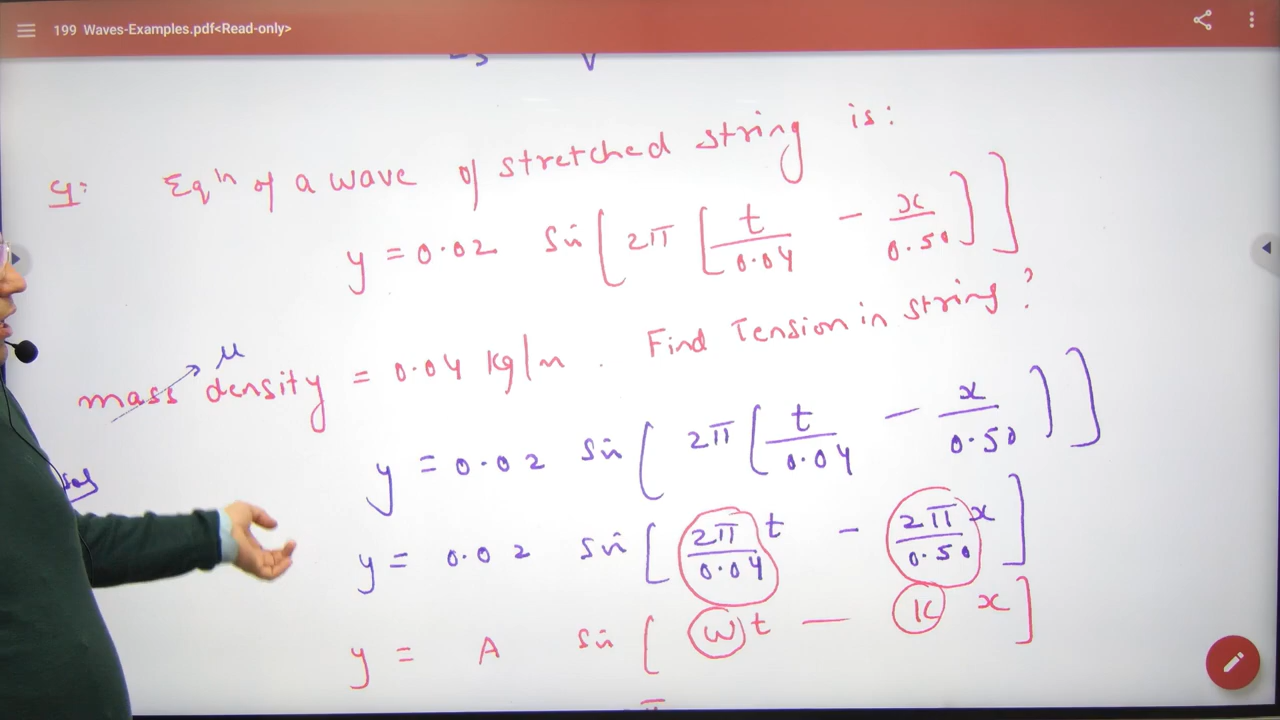 199 Waves-Examples.pdf<Read-only>
Q: Eqⁿ of a wave of stretched string is:
y = 0.02 sin[2π[t/0.04 − x/0.50]]
mass density = 0.04 kg/m. Find Tension in string?
μ
y = 0.02 sin[2π[t/0.04 − x/0.50]]
y = 0.02 sin[2π/0.04 t − 2π/0.50 x]
y = A sin[ωt − K x]